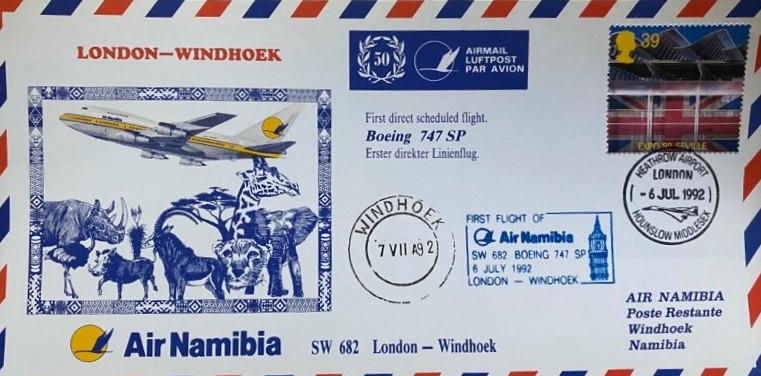 LONDON—WINDHOEK
50
AIRMAIL
LUFTPOST
PAR AVION
39
EXPO '92 SEVILLE
First direct scheduled flight.
Boeing 747 SP
Erster direkter Linienflug.
Air Namibia
HEATHROW AIRPORT
LONDON
- 6 JUL 1992
HOUNSLOW MIDDLESEX
WINDHOEK
FIRST FLIGHT OF
Air Namibia
SW 682 BOEING 747 SP
6 JULY 1992
LONDON — WINDHOEK
AIR NAMIBIA
Poste Restante
Windhoek
Namibia
Air Namibia
SW 682 London — Windhoek